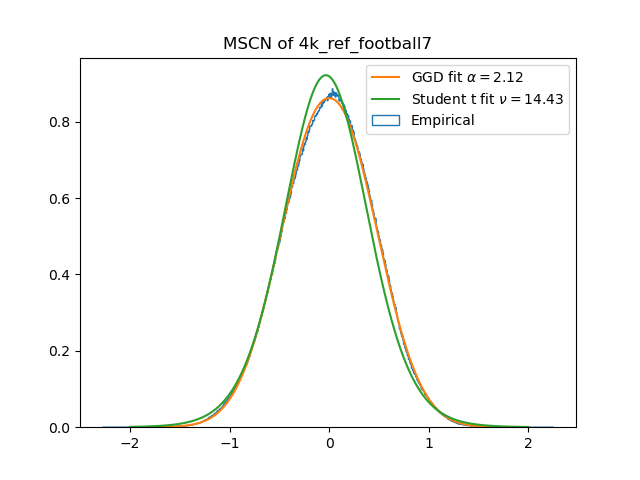 MSCN of 4k_ref_football7
GGD fit α = 2.12
Student t fit ν = 14.43
Empirical
0.8
0.6
0.4
0.2
0.0
−2
−1
0
1
2